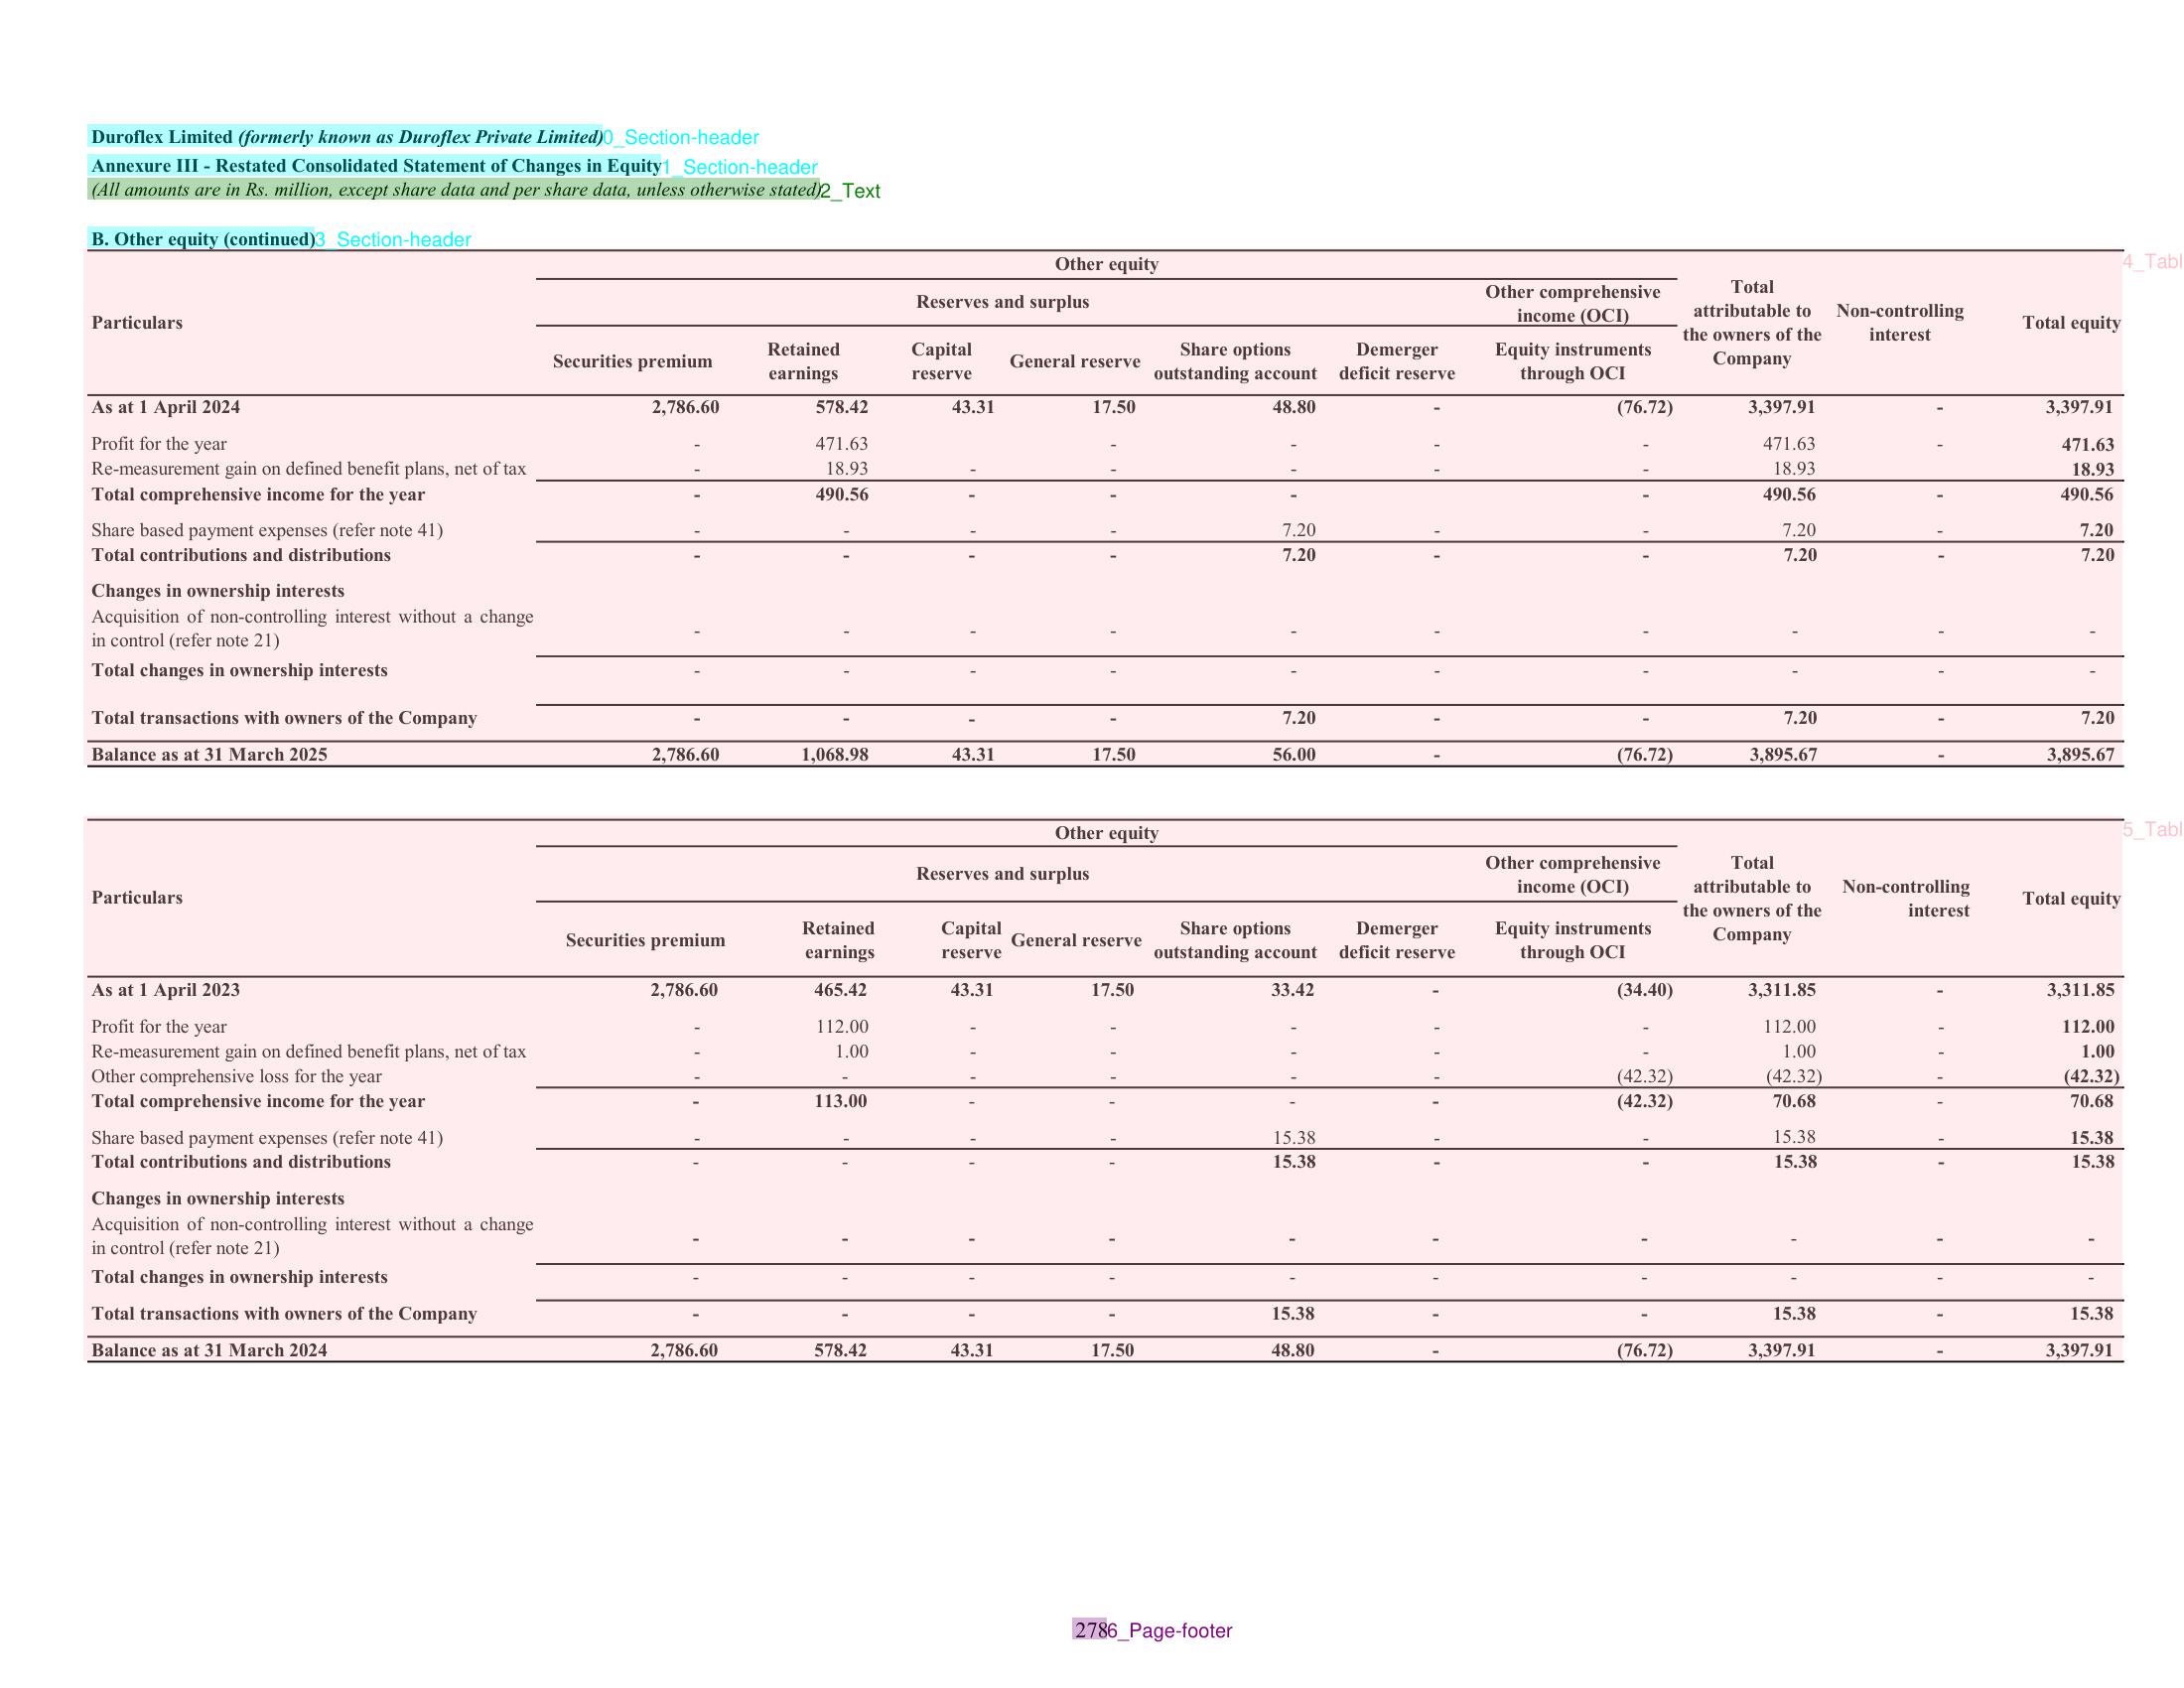 Duroflex Limited (formerly known as Duroflex Private Limited)0_Section-header
Annexure III - Restated Consolidated Statement of Changes in Equity1_Section-header
(All amounts are in Rs. million, except share data and per share data, unless otherwise stated)2_Text
B. Other equity (continued)3_Section-header
4_Tabl
Other equity
Particulars Reserves and surplus Other comprehensive income (OCI) Total attributable to the owners of the Company Non-controlling interest Total equity
Securities premium Retained earnings Capital reserve General reserve Share options outstanding account Demerger deficit reserve Equity instruments through OCI
As at 1 April 2024 2,786.60 578.42 43.31 17.50 48.80 - (76.72) 3,397.91 - 3,397.91
Profit for the year - 471.63 - - - - 471.63 - 471.63
Re-measurement gain on defined benefit plans, net of tax - 18.93 - - - - - 18.93 18.93
Total comprehensive income for the year - 490.56 - - - - 490.56 - 490.56
Share based payment expenses (refer note 41) - - - - 7.20 - - 7.20 - 7.20
Total contributions and distributions - - - - 7.20 - - 7.20 - 7.20
Changes in ownership interests
Acquisition of non-controlling interest without a change
in control (refer note 21) - - - - - - - - - -
Total changes in ownership interests - - - - - - - - - -
Total transactions with owners of the Company - - - - 7.20 - - 7.20 - 7.20
Balance as at 31 March 2025 2,786.60 1,068.98 43.31 17.50 56.00 - (76.72) 3,895.67 - 3,895.67
5_Tabl
Other equity
Particulars Reserves and surplus Other comprehensive income (OCI) Total attributable to the owners of the Company Non-controlling interest Total equity
Securities premium Retained earnings Capital reserve General reserve Share options outstanding account Demerger deficit reserve Equity instruments through OCI
As at 1 April 2023 2,786.60 465.42 43.31 17.50 33.42 - (34.40) 3,311.85 - 3,311.85
Profit for the year - 112.00 - - - - - 112.00 - 112.00
Re-measurement gain on defined benefit plans, net of tax - 1.00 - - - - - 1.00 - 1.00
Other comprehensive loss for the year - - - - - - (42.32) (42.32) - (42.32)
Total comprehensive income for the year - 113.00 - - - - (42.32) 70.68 - 70.68
Share based payment expenses (refer note 41) - - - - 15.38 - - 15.38 - 15.38
Total contributions and distributions - - - - 15.38 - - 15.38 - 15.38
Changes in ownership interests
Acquisition of non-controlling interest without a change
in control (refer note 21) - - - - - - - - - -
Total changes in ownership interests - - - - - - - - - -
Total transactions with owners of the Company - - - - 15.38 - - 15.38 - 15.38
Balance as at 31 March 2024 2,786.60 578.42 43.31 17.50 48.80 - (76.72) 3,397.91 - 3,397.91
2786_Page-footer